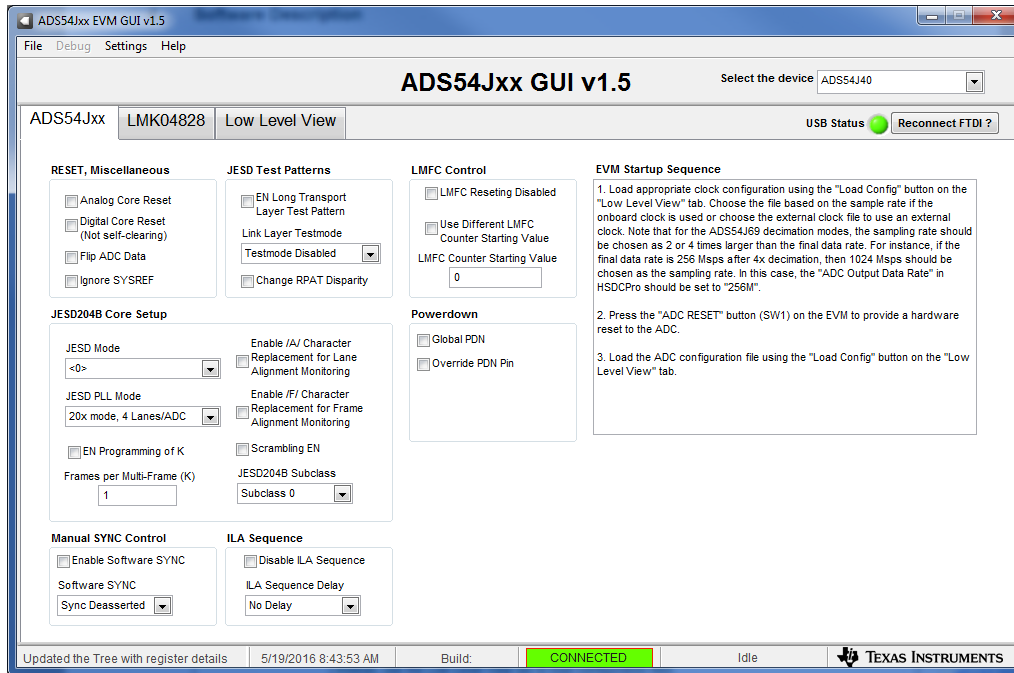 ADS54Jxx EVM GUI v1.5
Software Description
File Debug Settings Help
ADS54Jxx GUI v1.5
Select the device ADS54J40
ADS54Jxx LMK04828 Low Level View
USB Status Reconnect FTDI ?
RESET, Miscellaneous
Analog Core Reset
Digital Core Reset
(Not self-clearing)
Flip ADC Data
Ignore SYSREF
JESD Test Patterns
EN Long Transport
Layer Test Pattern
Link Layer Testmode
Testmode Disabled
Change RPAT Disparity
LMFC Control
LMFC Reseting Disabled
Use Different LMFC
Counter Starting Value
LMFC Counter Starting Value
0
EVM Startup Sequence
1. Load appropriate clock configuration using the "Load Config" button on the
"Low Level View" tab. Choose the file based on the sample rate if the
onboard clock is used or choose the external clock file to use an external
clock. Note that for the ADS54J69 decimation modes, the sampling rate should
be chosen as 2 or 4 times larger than the final data rate. For instance, if the
final data rate is 256 Msps after 4x decimation, then 1024 Msps should be
chosen as the sampling rate. In this case, the "ADC Output Data Rate" in
HSDCPro should be set to "256M".
2. Press the "ADC RESET" button (SW1) on the EVM to provide a hardware
reset to the ADC.
3. Load the ADC configuration file using the "Load Config" button on the "Low
Level View" tab.
JESD204B Core Setup
JESD Mode
<0>
JESD PLL Mode
20x mode, 4 Lanes/ADC
EN Programming of K
Frames per Multi-Frame (K)
1
Enable /A/ Character
Replacement for Lane
Alignment Monitoring
Enable /F/ Character
Replacement for Frame
Alignment Monitoring
Scrambling EN
JESD204B Subclass
Subclass 0
Powerdown
Global PDN
Override PDN Pin
Manual SYNC Control
Enable Software SYNC
Software SYNC
Sync Deasserted
ILA Sequence
Disable ILA Sequence
ILA Sequence Delay
No Delay
Updated the Tree with register details 5/19/2016 8:43:53 AM Build: CONNECTED Idle TEXAS INSTRUMENTS